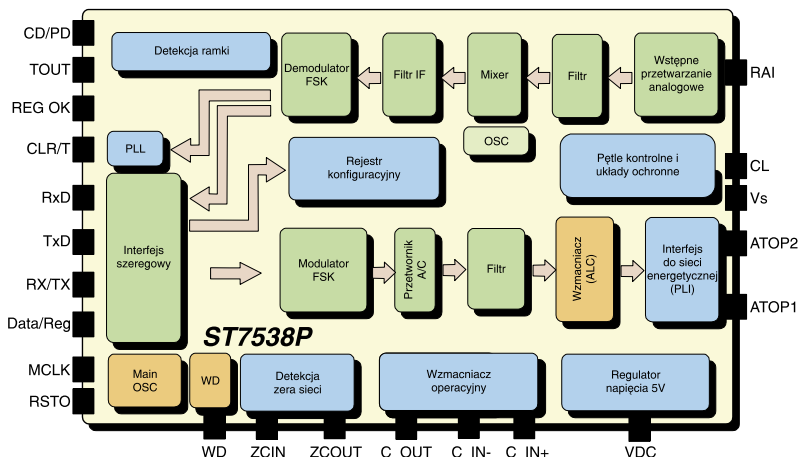 CD/PD
TOUT
REG OK
CLR/T
RxD
TxD
RX/TX
Data/Reg
MCLK
RSTO
Detekcja ramki
Demodulator
FSK
Filtr IF
Mixer
Filtr
Wstępne
przetwarzanie
analogowe
RAI
PLL
OSC
Rejestr
konfiguracyjny
Pętle kontrolne i
układy ochronne
CL
Vs
Interfejs
szeregowy
Modulator
FSK
Przetwornik
A/C
Filtr
Wzmacniacz
(ALC)
Interfejs
do sieci
energetycznej
(PLI)
ATOP2
ATOP1
ST7538P
Main
OSC
WD
Detekcja
zera sieci
Wzmacniacz
operacyjny
Regulator
napięcia 5V
WD
ZCIN
ZCOUT
C_OUT
C_IN-
C_IN+
VDC